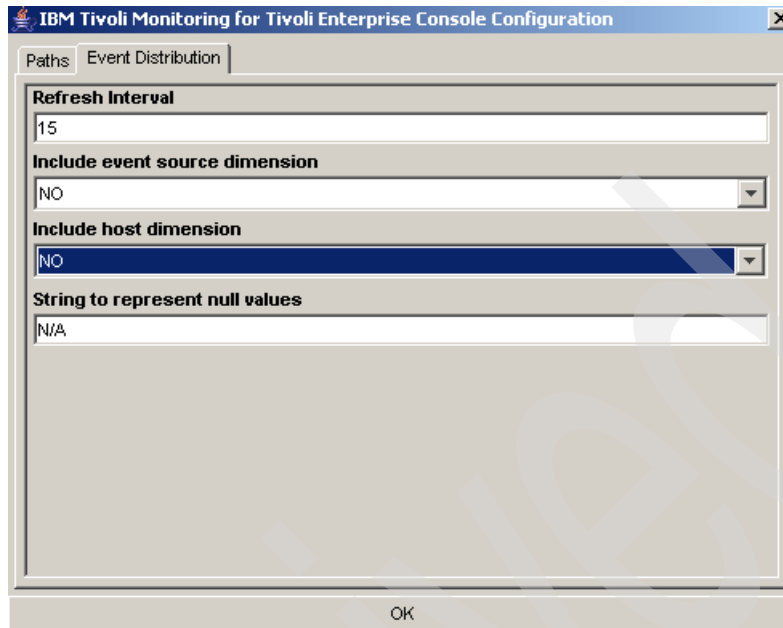 IBM Tivoli Monitoring for Tivoli Enterprise Console Configuration
Paths
Event Distribution
Refresh Interval
15
Include event source dimension
NO
Include host dimension
NO
String to represent null values
N/A
OK